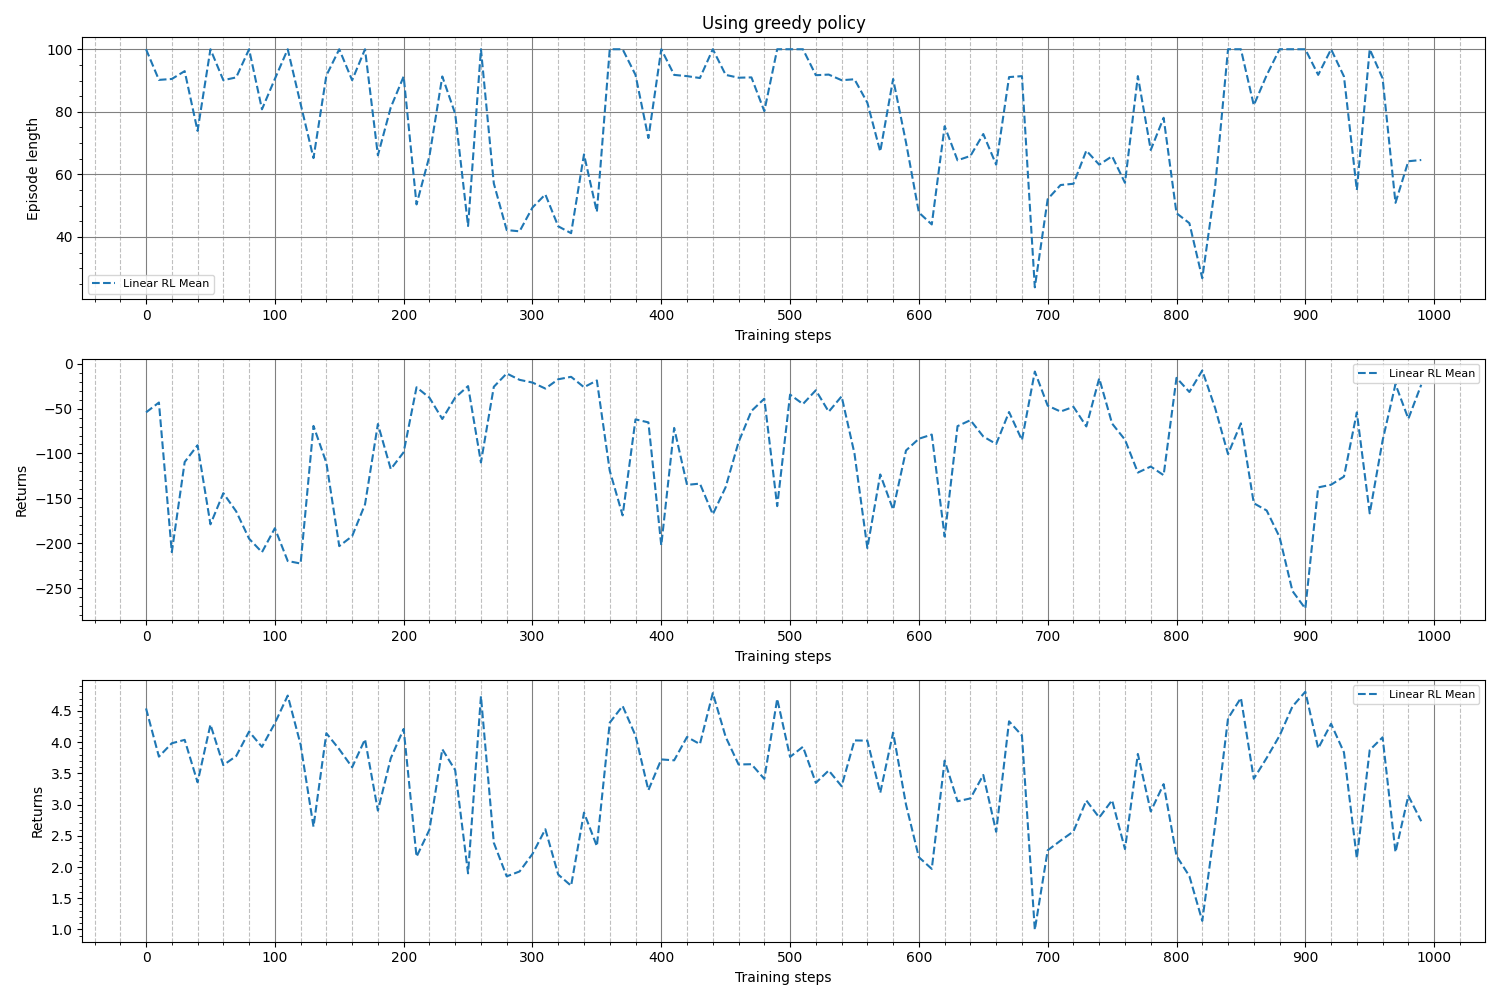 Using greedy policy
Episode length
100
80
60
40
Linear RL Mean
0 100 200 300 400 500 600 700 800 900 1000
Training steps
Returns
0
−50
−100
−150
−200
−250
Linear RL Mean
0 100 200 300 400 500 600 700 800 900 1000
Training steps
Returns
4.5
4.0
3.5
3.0
2.5
2.0
1.5
1.0
Linear RL Mean
0 100 200 300 400 500 600 700 800 900 1000
Training steps